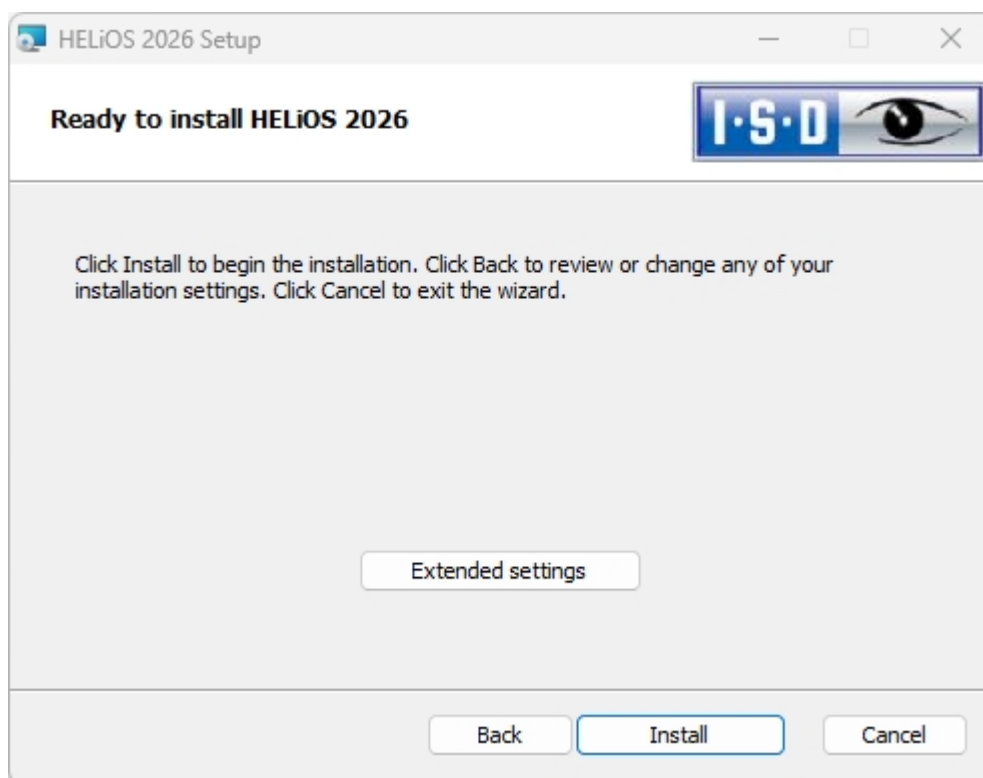 HELiOS 2026 Setup
Ready to install HELiOS 2026
I·S·D
Click Install to begin the installation. Click Back to review or change any of your
installation settings. Click Cancel to exit the wizard.
Extended settings
Back
Install
Cancel